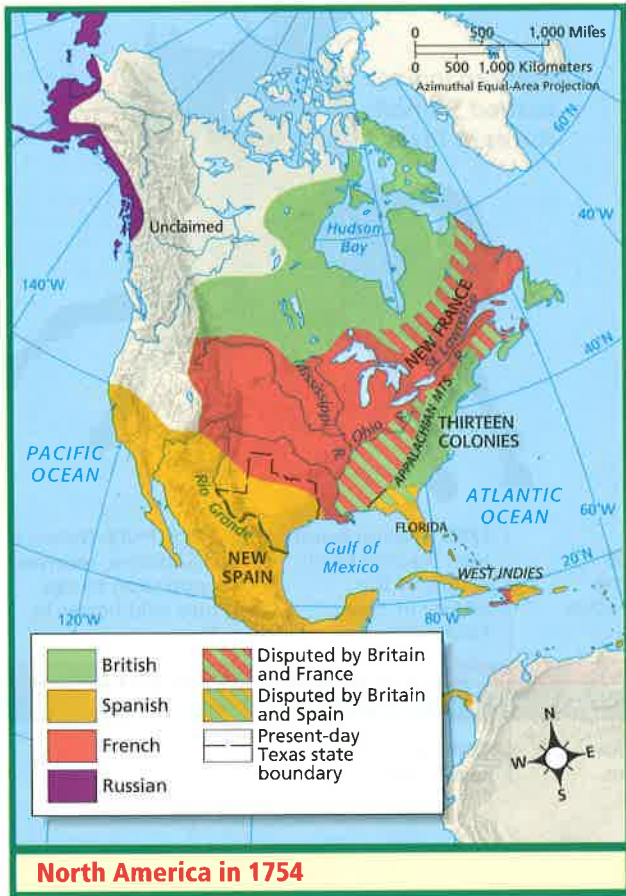 0 500 1,000 Miles
0 500 1,000 Kilometers
Azimuthal Equal-Area Projection
60°N
40°W
Unclaimed
Hudson
Bay
140°W
NEW FRANCE
St. Lawrence
R.
40°N
Mississippi
R.
Ohio R.
APPALACHIAN MTS.
THIRTEEN
COLONIES
PACIFIC
OCEAN
Rio Grande
ATLANTIC
OCEAN
60°W
FLORIDA
Gulf of
Mexico
NEW
SPAIN
20°N
WEST INDIES
120°W
80°W
British
Spanish
French
Russian
Disputed by Britain
and France
Disputed by Britain
and Spain
Present-day
Texas state
boundary
N
W E
S
North America in 1754